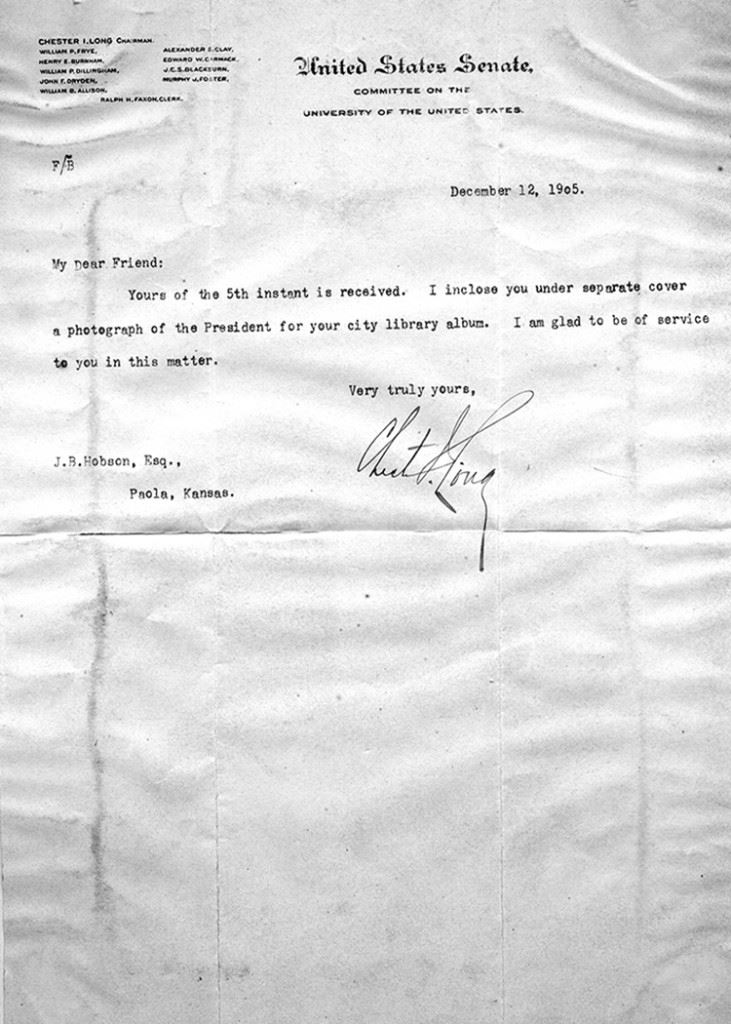 CHESTER I. LONG CHAIRMAN.
WILLIAM P. FRYE,
HENRY E. BURNHAM,
WILLIAM P. DILLINGHAM,
JOHN F. DRYDEN,
WILLIAM B. ALLISON,
ALEXANDER S. CLAY,
EDWARD W. CARMACK,
J.C.S. BLACKBURN,
MURPHY J. FOSTER,
RALPH H. FAXON, CLERK.
United States Senate,
COMMITTEE ON THE
UNIVERSITY OF THE UNITED STATES.
F/B
December 12, 1905.
My Dear Friend:
Yours of the 5th instant is received. I inclose you under separate cover
a photograph of the President for your city library album. I am glad to be of service
to you in this matter.
Very truly yours,
Chester I. Long
J.B.Hobson, Esq.,
Paola, Kansas.